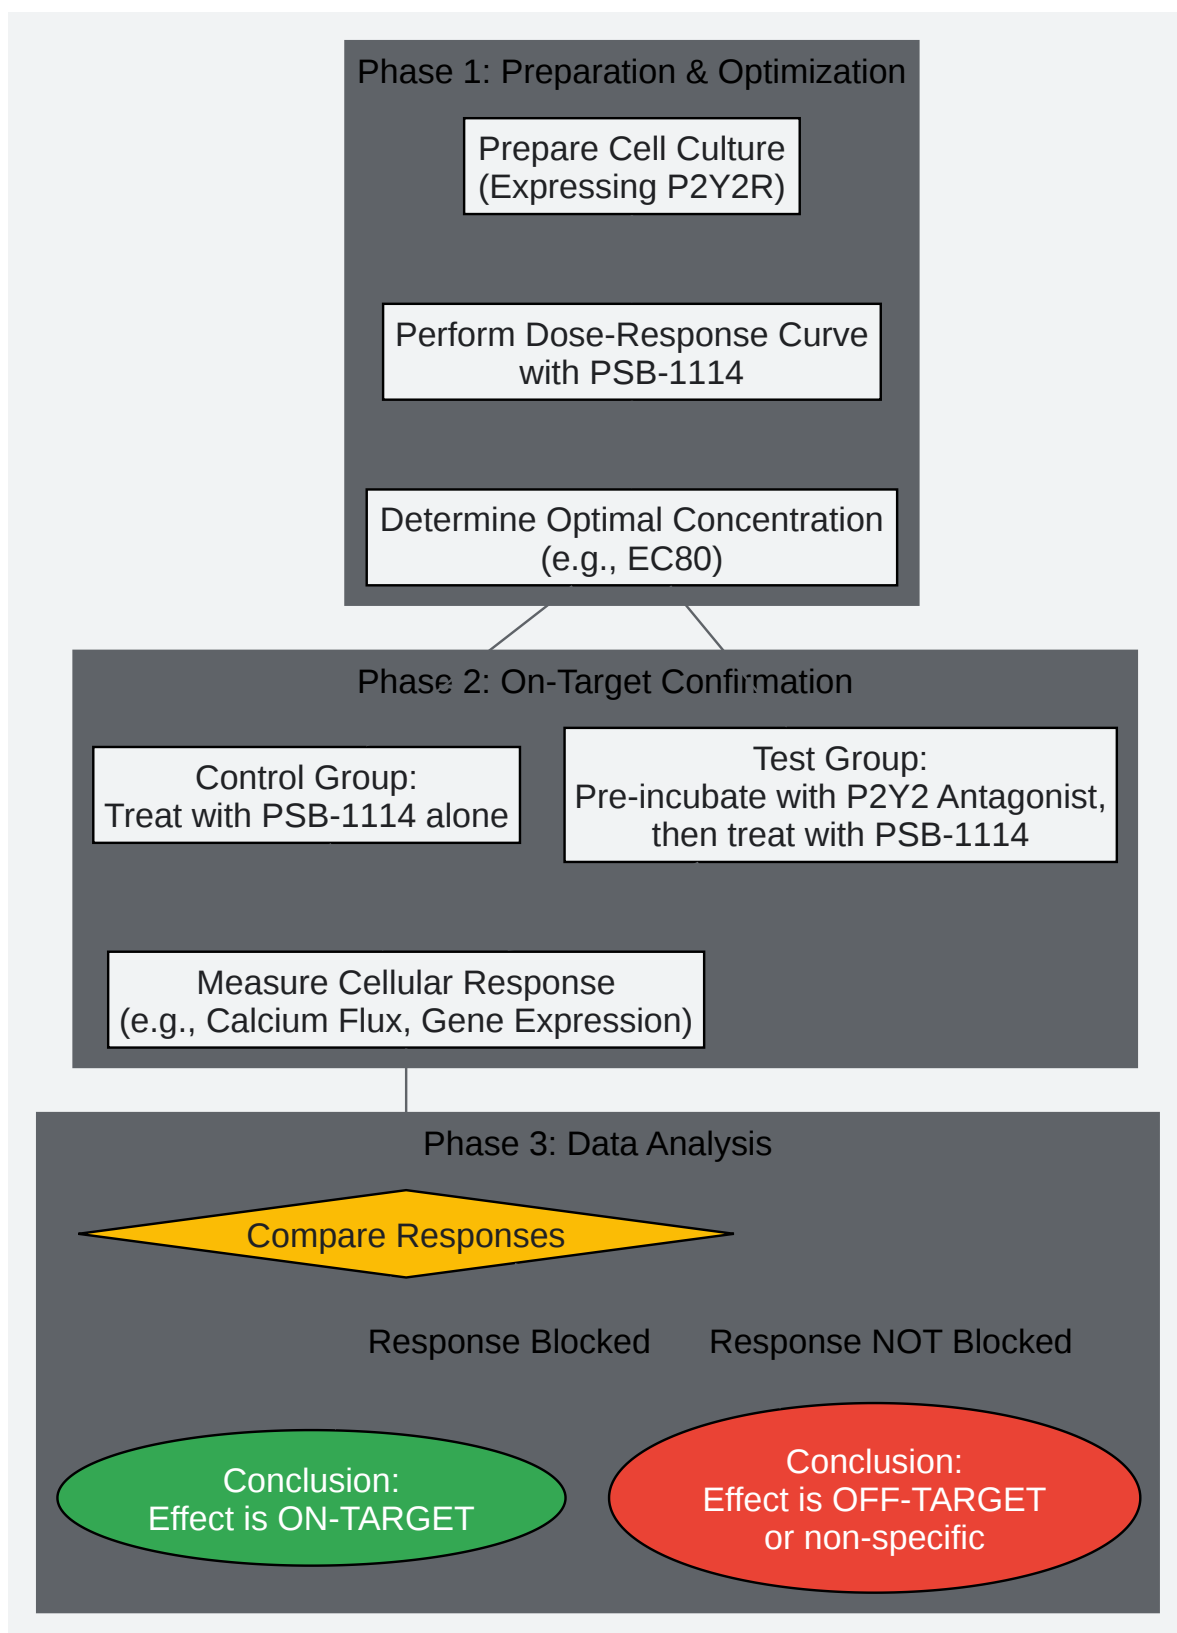 Phase 1: Preparation & Optimization
Prepare Cell Culture
(Expressing P2Y2R)
Perform Dose-Response Curve
with PSB-1114
Determine Optimal Concentration
(e.g., EC80)
Phase 2: On-Target Confirmation
Control Group:
Treat with PSB-1114 alone
Test Group:
Pre-incubate with P2Y2 Antagonist,
then treat with PSB-1114
Measure Cellular Response
(e.g., Calcium Flux, Gene Expression)
Phase 3: Data Analysis
Compare Responses
Response Blocked
Response NOT Blocked
Conclusion:
Effect is ON-TARGET
Conclusion:
Effect is OFF-TARGET
or non-specific